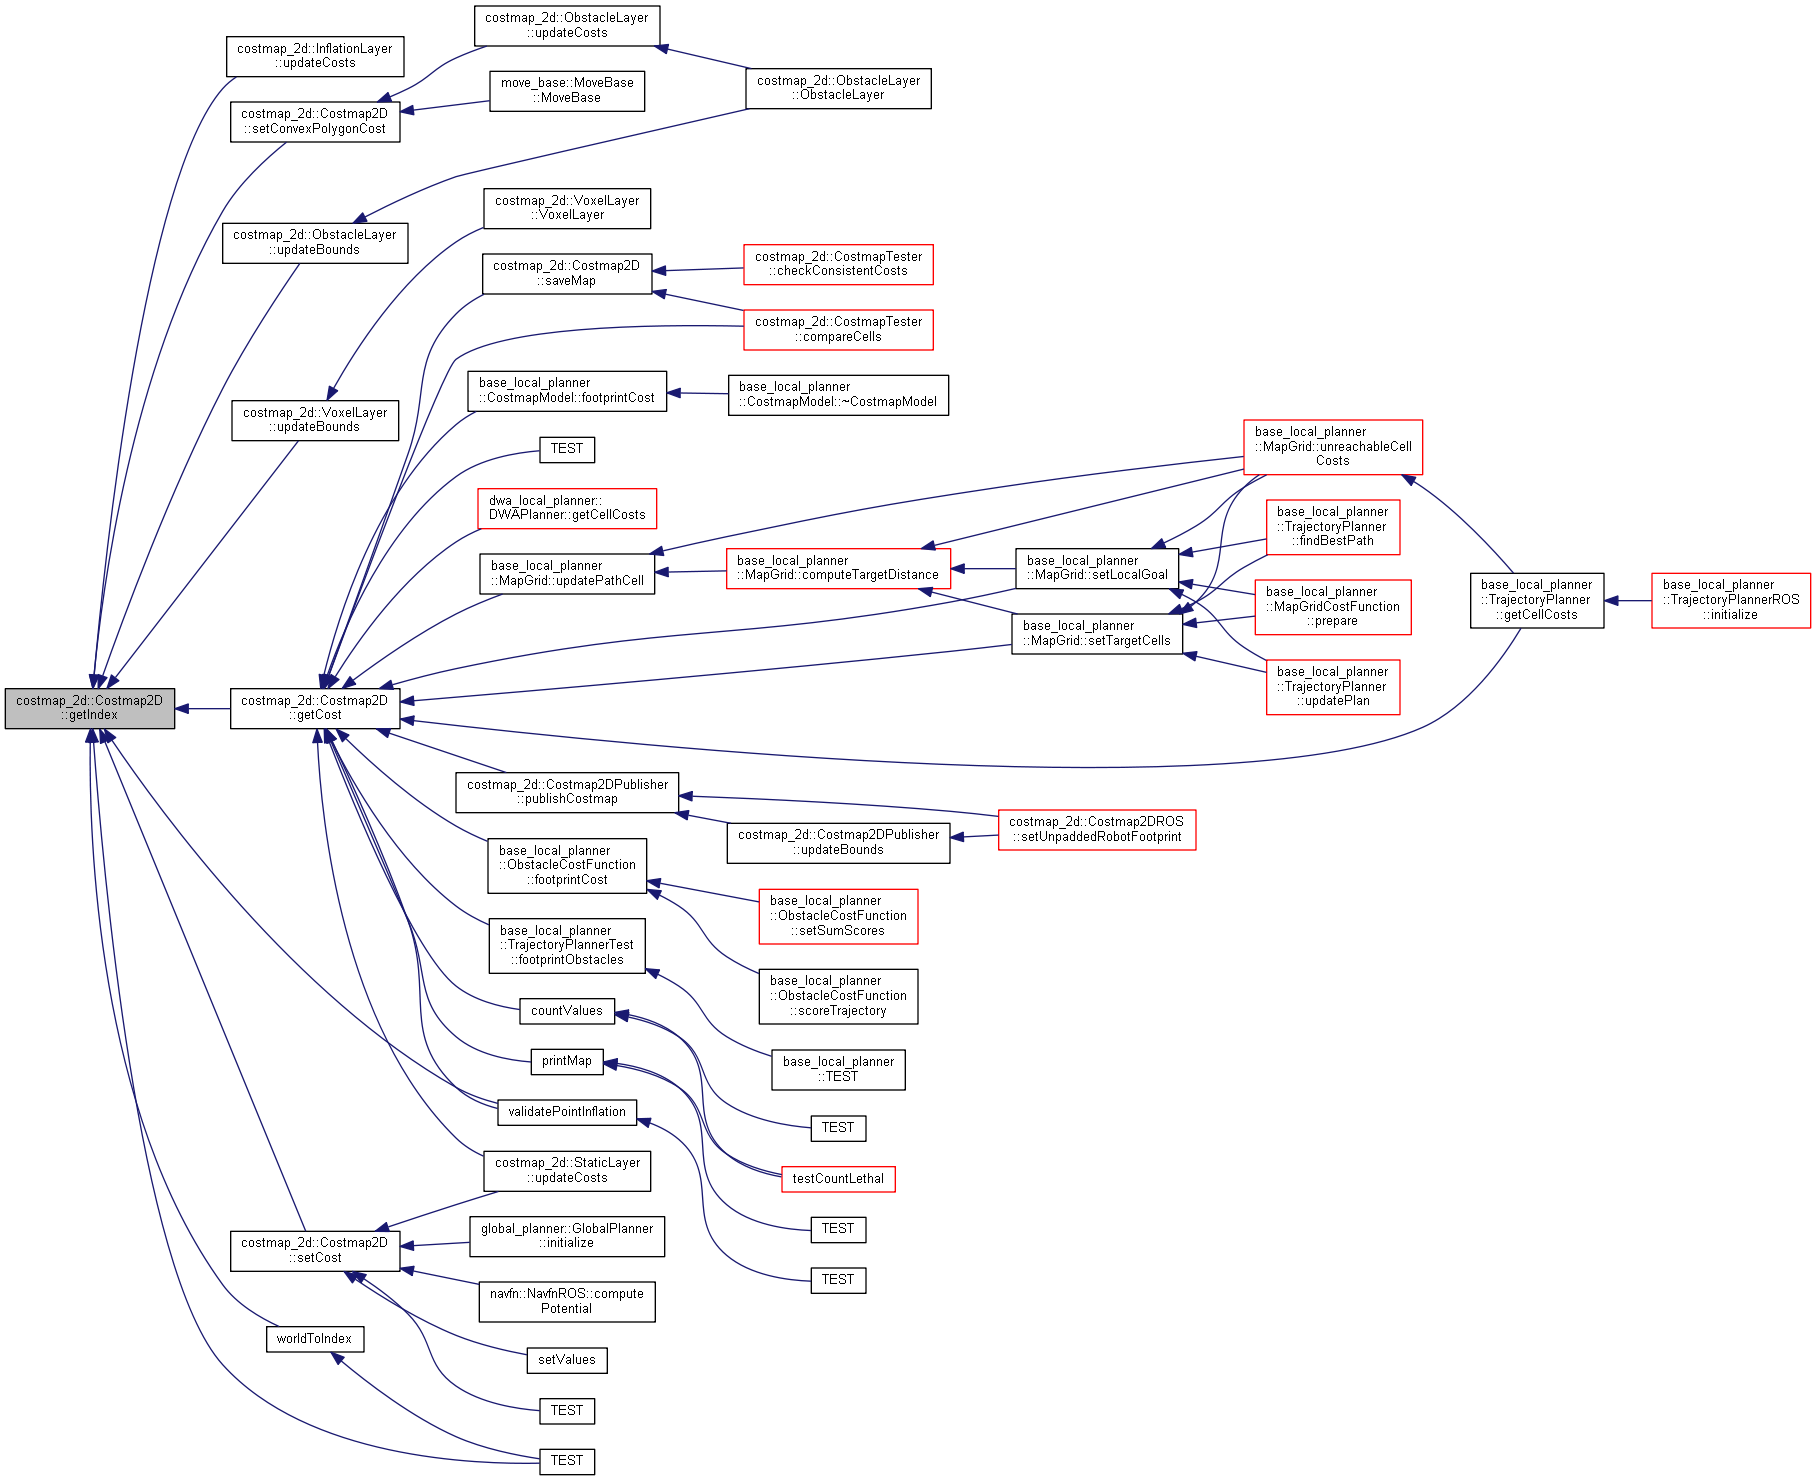 costmap_2d::Costmap2D
::getIndex
costmap_2d::InflationLayer
::updateCosts
costmap_2d::Costmap2D
::setConvexPolygonCost
costmap_2d::ObstacleLayer
::updateBounds
costmap_2d::VoxelLayer
::updateBounds
costmap_2d::Costmap2D
::getCost
costmap_2d::Costmap2D
::setCost
worldToIndex
costmap_2d::ObstacleLayer
::updateCosts
move_base::MoveBase
::MoveBase
costmap_2d::VoxelLayer
::VoxelLayer
costmap_2d::Costmap2D
::saveMap
base_local_planner
::CostmapModel::footprintCost
TEST
dwa_local_planner::
DWAPlanner::getCellCosts
base_local_planner
::MapGrid::updatePathCell
costmap_2d::Costmap2DPublisher
::publishCostmap
base_local_planner
::ObstacleCostFunction
::footprintCost
base_local_planner
::TrajectoryPlannerTest
::footprintObstacles
countValues
printMap
validatePointInflation
costmap_2d::StaticLayer
::updateCosts
global_planner::GlobalPlanner
::initialize
navfn::NavfnROS::compute
Potential
setValues
TEST
TEST
costmap_2d::ObstacleLayer
::ObstacleLayer
costmap_2d::CostmapTester
::checkConsistentCosts
costmap_2d::CostmapTester
::compareCells
base_local_planner
::CostmapModel::~CostmapModel
base_local_planner
::MapGrid::computeTargetDistance
costmap_2d::Costmap2DPublisher
::updateBounds
base_local_planner
::ObstacleCostFunction
::setSumScores
base_local_planner
::ObstacleCostFunction
::scoreTrajectory
base_local_planner
::TEST
TEST
testCountLethal
TEST
TEST
base_local_planner
::MapGrid::setLocalGoal
base_local_planner
::MapGrid::setTargetCells
costmap_2d::Costmap2DROS
::setUnpaddedRobotFootprint
base_local_planner
::MapGrid::unreachableCell
Costs
base_local_planner
::TrajectoryPlanner
::findBestPath
base_local_planner
::MapGridCostFunction
::prepare
base_local_planner
::TrajectoryPlanner
::updatePlan
base_local_planner
::TrajectoryPlanner
::getCellCosts
base_local_planner
::TrajectoryPlannerROS
::initialize